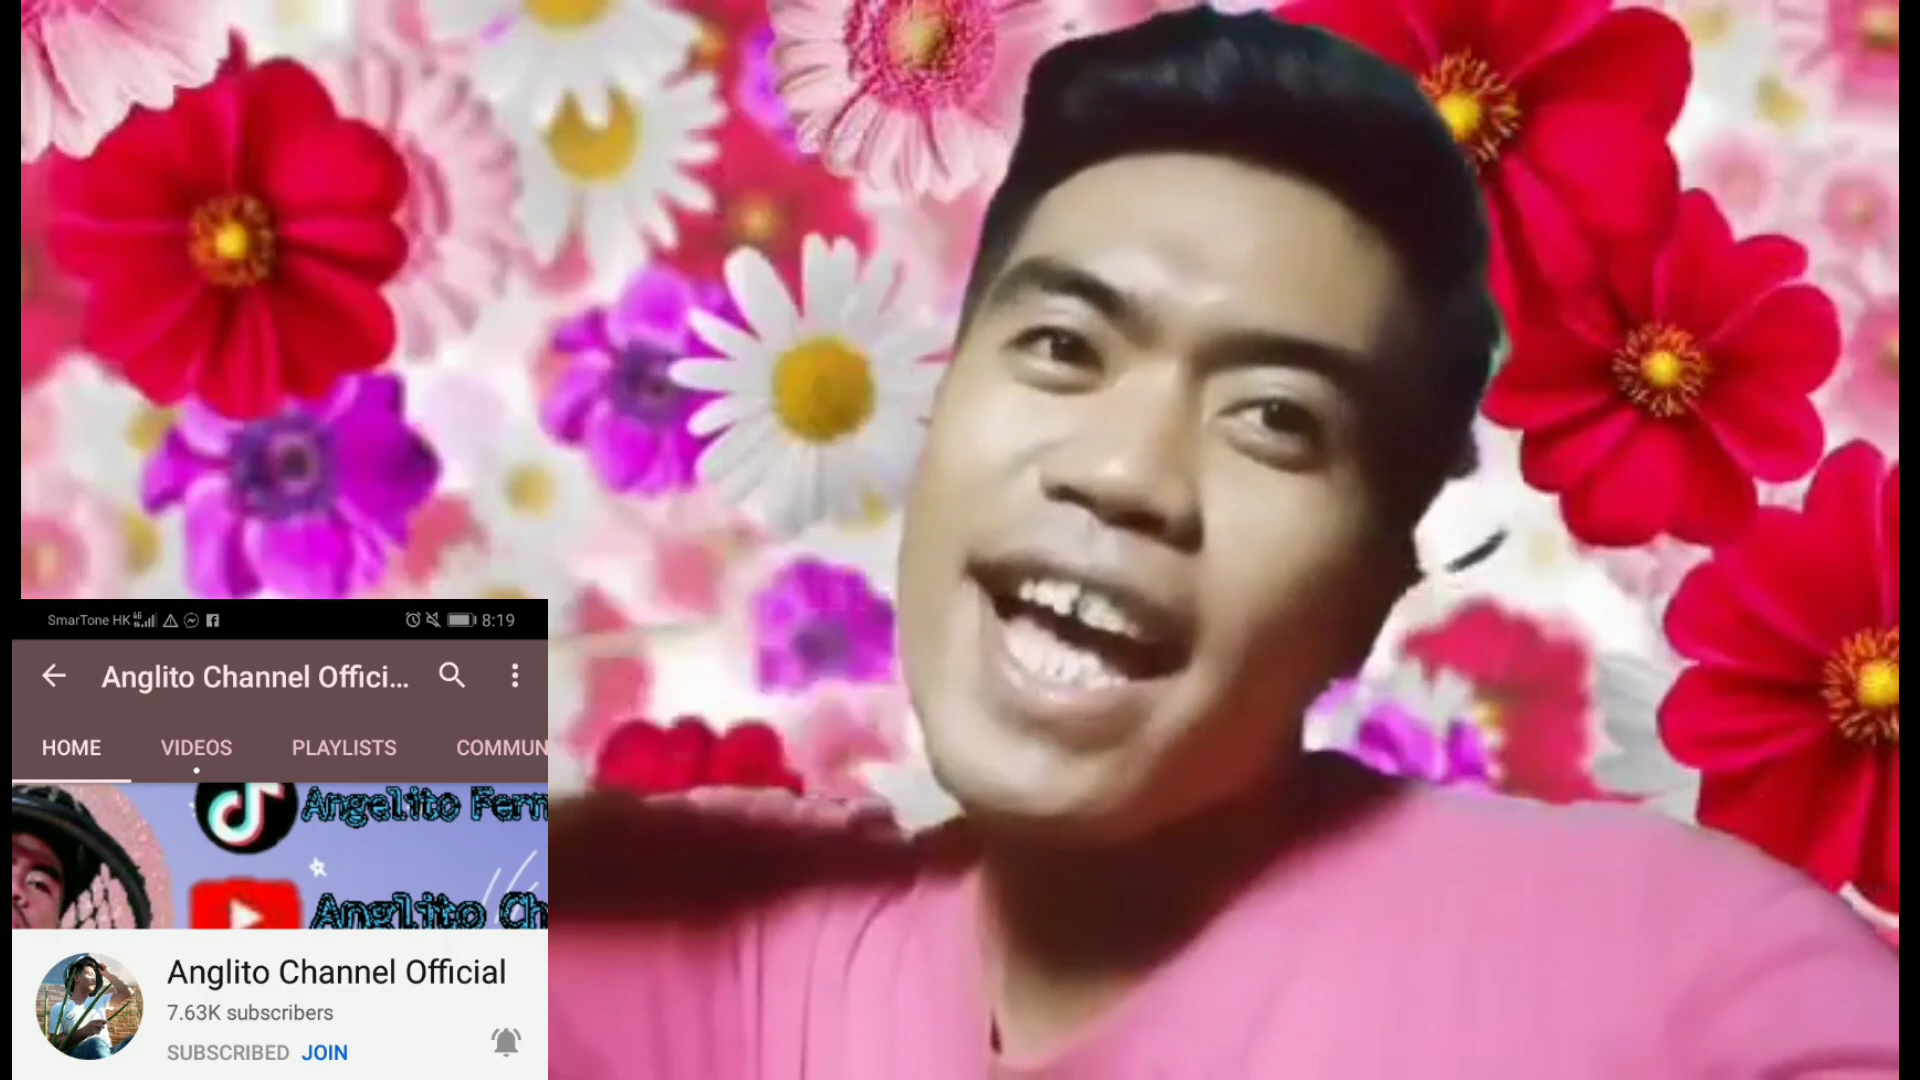 SmarTone HK 8:19
Anglito Channel Offici...
HOME VIDEOS PLAYLISTS COMMUN
Angelito Fern
Anglito Ch
Anglito Channel Official
7.63K subscribers
SUBSCRIBED JOIN